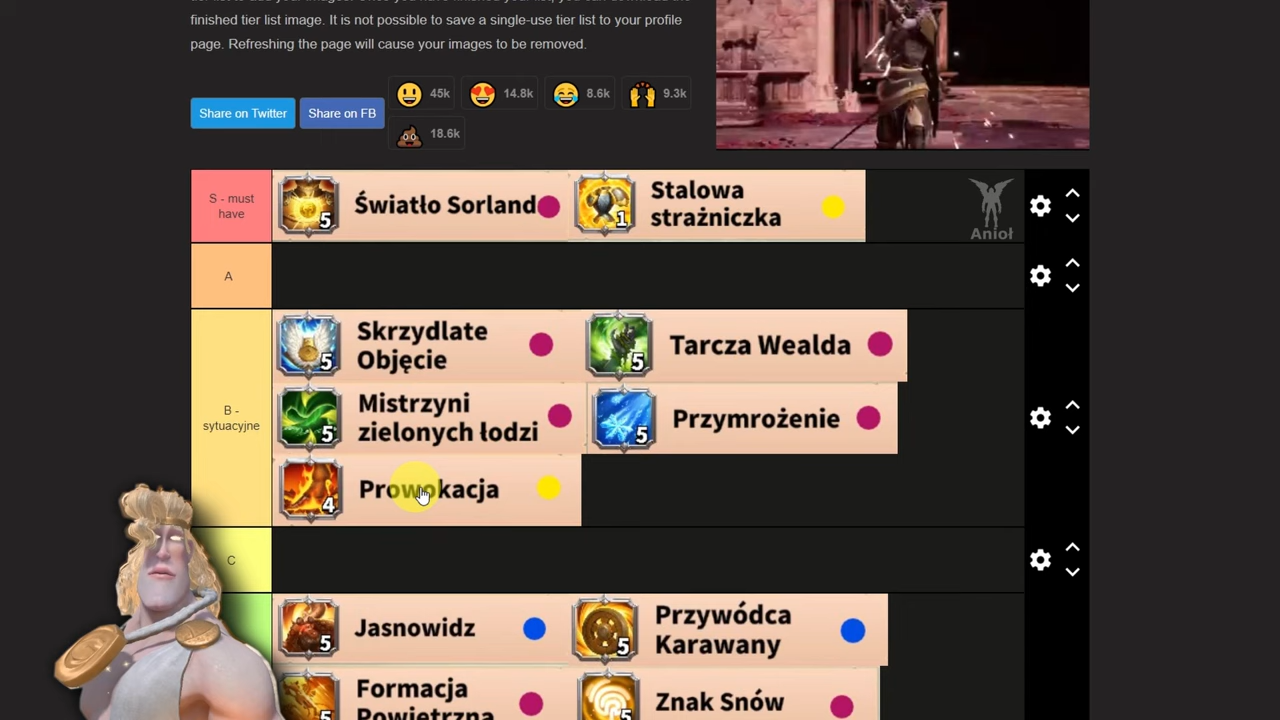 finished tier list image. It is not possible to save a single-use tier list to your profile
page. Refreshing the page will cause your images to be removed.
45k
14.8k
8.6k
9.3k
Share on Twitter
Share on FB
18.6k
S - must
have
5
Światło Sorland
1
Stalowa
strażniczka
Anioł
A
B -
sytuacyjne
5
Skrzydlate
Objęcie
5
Tarcza Wealda
5
Mistrzyni
zielonych łodzi
5
Przymrożenie
4
Prowokacja
C
5
Jasnowidz
5
Przywódca
Karawany
5
Formacja
Powietrzna
5
Znak Snów